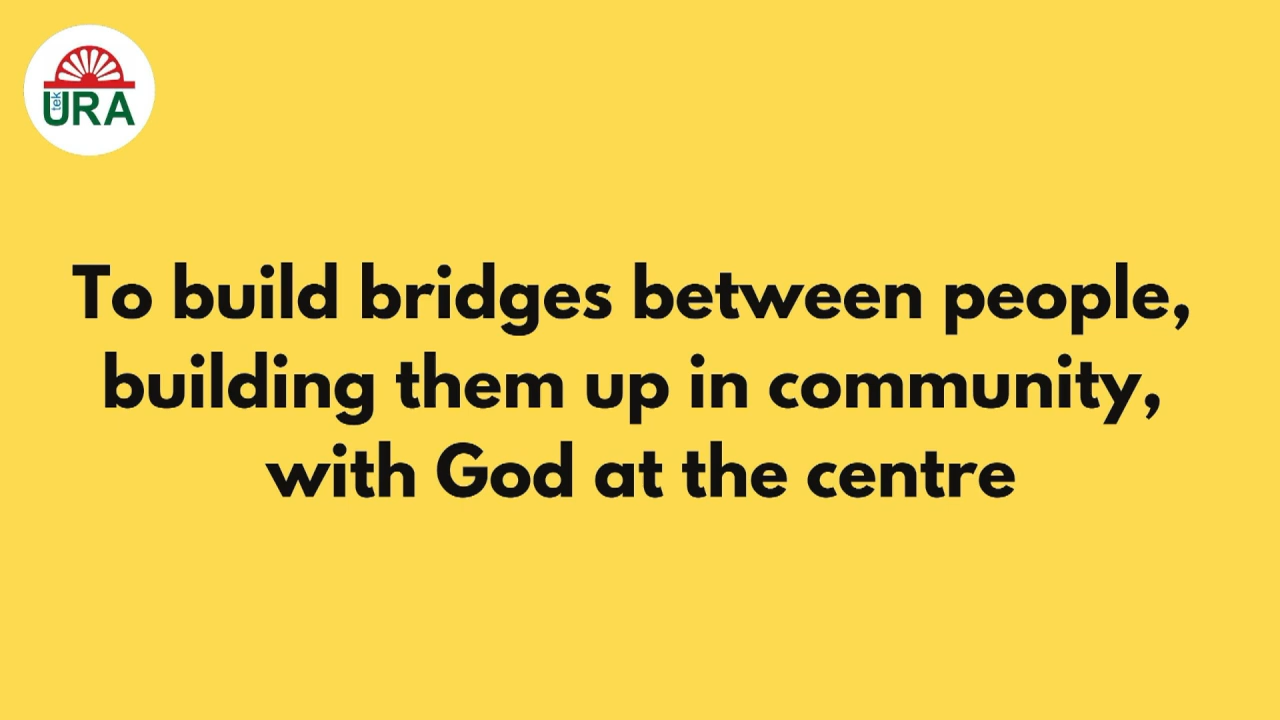 tek
URA
To build bridges between people,
building them up in community,
with God at the centre